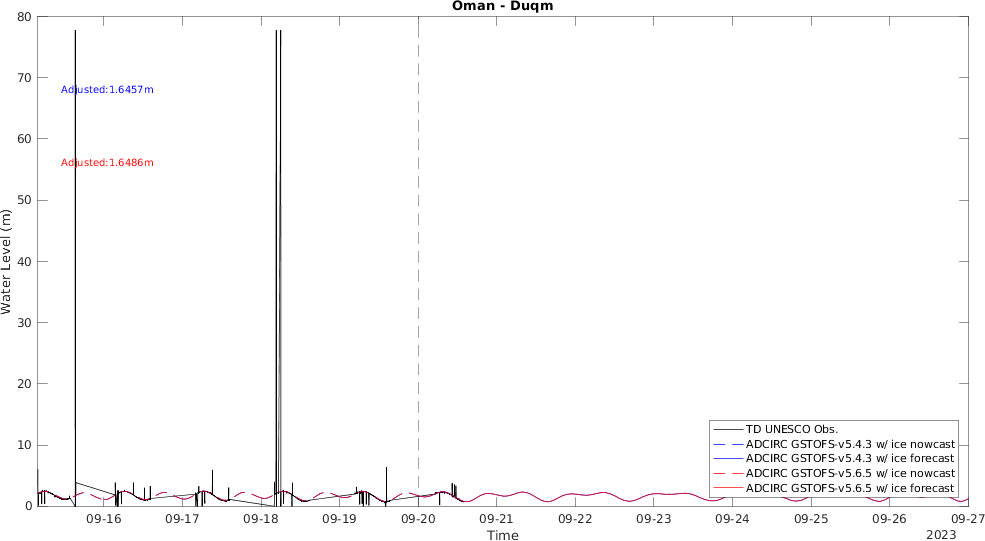 Oman - Duqm
80
70
60
50
40
30
20
10
0
Water Level (m)
Adjusted:1.6457m
Adjusted:1.6486m
TD UNESCO Obs.
ADCIRC GSTOFS-v5.4.3 w/ ice nowcast
ADCIRC GSTOFS-v5.4.3 w/ ice forecast
ADCIRC GSTOFS-v5.6.5 w/ ice nowcast
ADCIRC GSTOFS-v5.6.5 w/ ice forecast
09-16 09-17 09-18 09-19 09-20 09-21 09-22 09-23 09-24 09-25 09-26 09-27
Time
2023